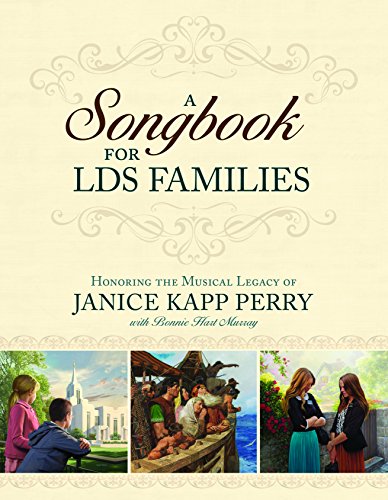 A
Songbook
FOR
LDS FAMILIES
HONORING THE MUSICAL LEGACY OF
JANICE KAPP PERRY
with Bonnie Hart Murray